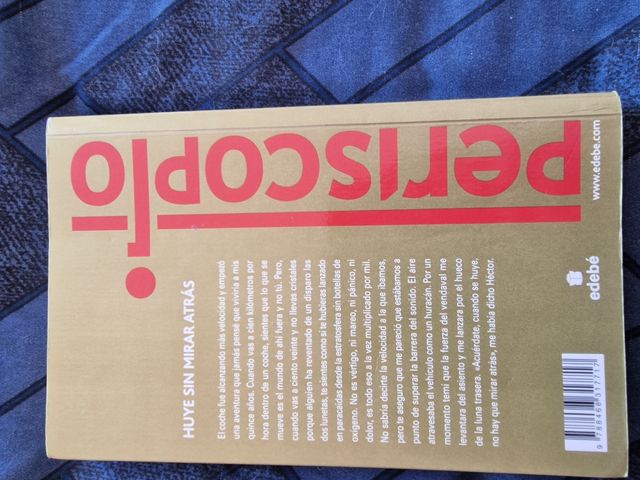 periscopio
HUYE SIN MIRAR ATRÁS
El coche fue alcanzando más velocidad y empezó
una aventura que jamás pensé que viviría a mis
quince años. Cuando vas a cien kilómetros por
hora dentro de un coche, sientes que lo que se
mueve es el mundo de ahí fuera y no tú. Pero,
cuando vas a ciento veinte y no llevas cristales
porque alguien ha reventado de un disparo las
dos lunetas, te sientes como si te hubieras lanzado
en paracaídas desde la estratosfera sin botellas de
oxígeno. No es vértigo, ni mareo, ni pánico, ni
dolor, es todo eso a la vez multiplicado por mil.
No sabría decirte la velocidad a la que íbamos,
pero te aseguro que me pareció que estábamos a
punto de superar la barrera del sonido. El aire
atravesaba el vehículo como un huracán. Por un
momento temí que la fuerza del vendaval me
levantara del asiento y me lanzara por el hueco
de la luna trasera. «Acuérdate, cuando se huye,
no hay que mirar atrás», me había dicho Héctor.
edebé
www.edebe.com
9 788468 317717